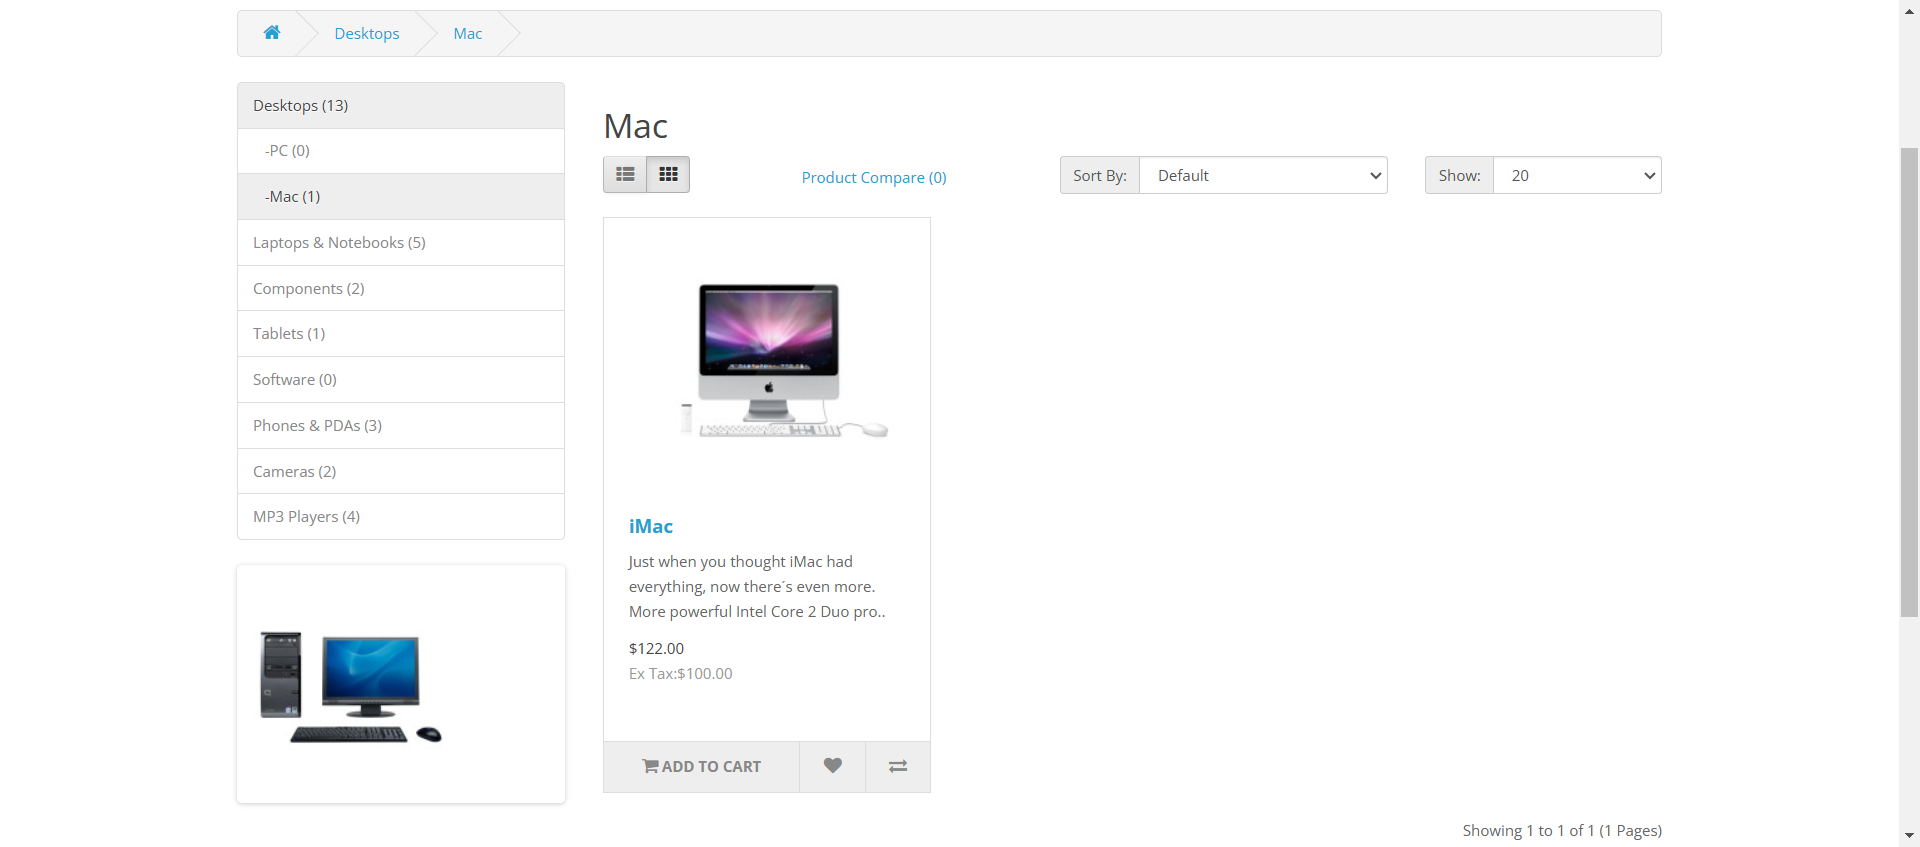 Desktops
Mac
Desktops (13)
-PC (0)
-Mac (1)
Laptops & Notebooks (5)
Components (2)
Tablets (1)
Software (0)
Phones & PDAs (3)
Cameras (2)
MP3 Players (4)
Mac
Product Compare (0)
Sort By:
Default
Show:
20
iMac
Just when you thought iMac had
everything, now there´s even more.
More powerful Intel Core 2 Duo pro..
$122.00
Ex Tax:$100.00
ADD TO CART
Showing 1 to 1 of 1 (1 Pages)